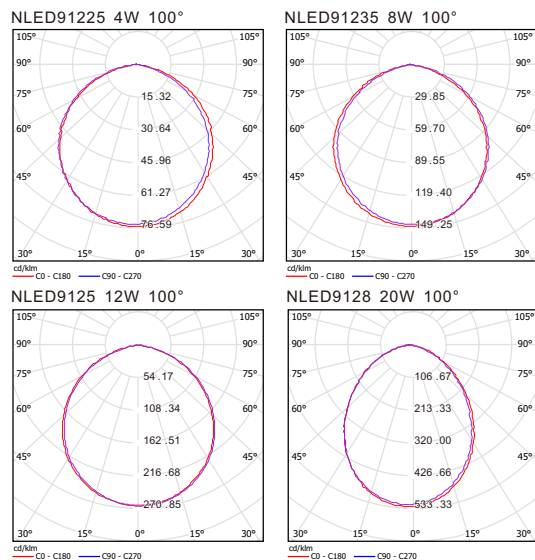 NLED91225 4W 100°
105° 105°
90° 90°
75° 75°
60° 60°
45° 45°
30° 15° 0° 15° 30°
15.32
30.64
45.96
61.27
76.59
cd/klm
C0 - C180 C90 - C270
NLED91235 8W 100°
105° 105°
90° 90°
75° 75°
60° 60°
45° 45°
30° 15° 0° 15° 30°
29.85
59.70
89.55
119.40
149.25
cd/klm
C0 - C180 C90 - C270
NLED9125 12W 100°
105° 105°
90° 90°
75° 75°
60° 60°
45° 45°
30° 15° 0° 15° 30°
54.17
108.34
162.51
216.68
270.85
cd/klm
C0 - C180 C90 - C270
NLED9128 20W 100°
105° 105°
90° 90°
75° 75°
60° 60°
45° 45°
30° 15° 0° 15° 30°
106.67
213.33
320.00
426.66
533.33
cd/klm
C0 - C180 C90 - C270